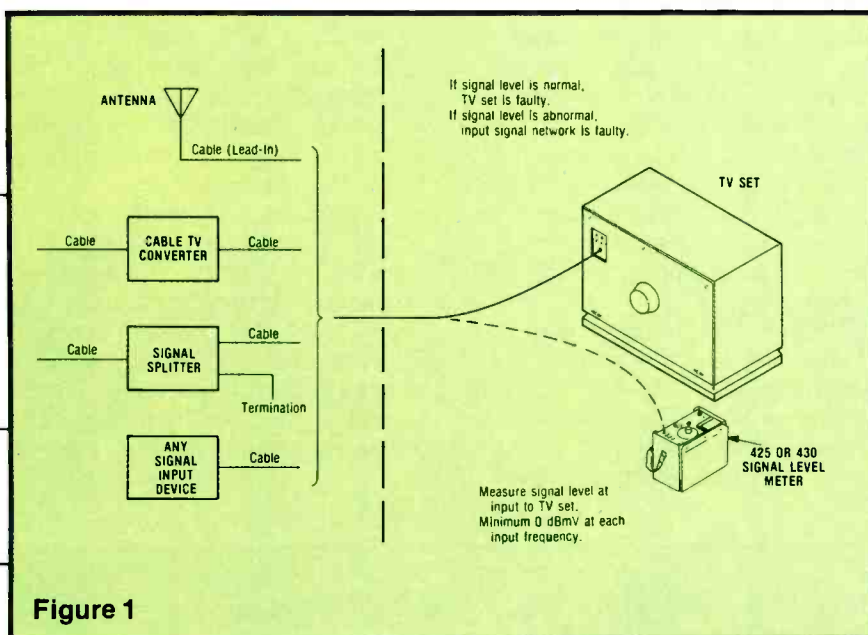 ANTENNA
Cable (Lead-In)
Cable
CABLE TV
CONVERTER
Cable
Cable
SIGNAL
SPLITTER
Cable
Termination
ANY
SIGNAL
INPUT
DEVICE
Cable
If signal level is normal,
TV set is faulty.
If signal level is abnormal,
input signal network is faulty.
TV SET
425 OR 430
SIGNAL LEVEL
METER
Measure signal level at
input to TV set.
Minimum 0 dBmV at each
input frequency.
Figure 1